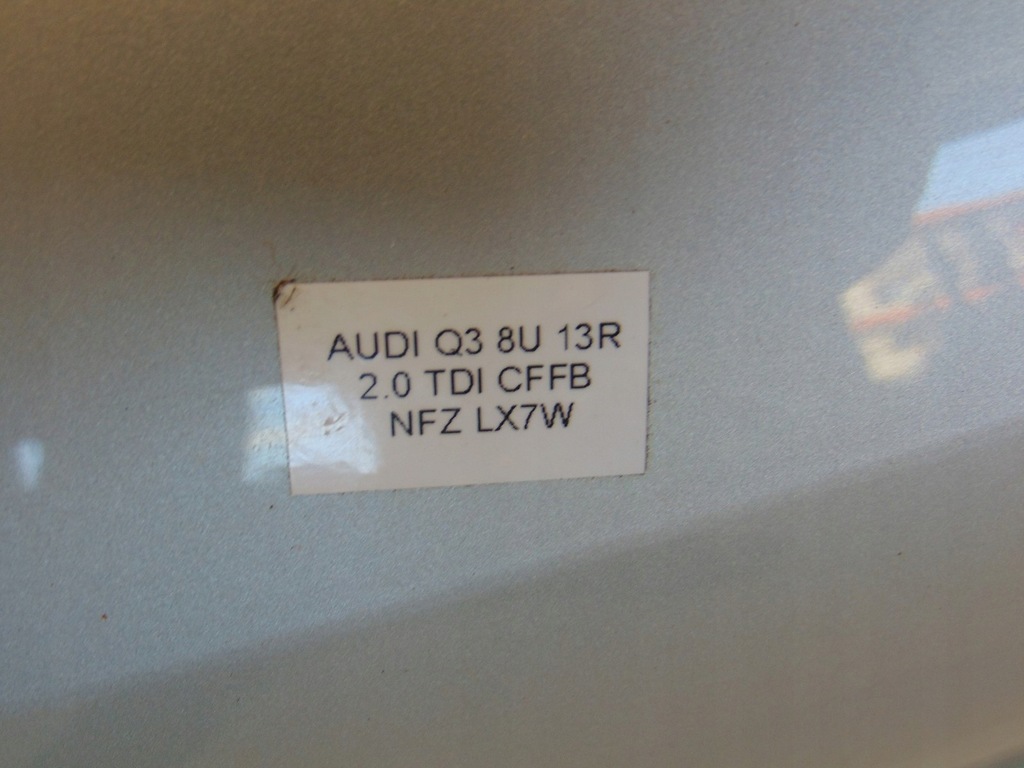 AUDI Q3 8U 13R
2.0 TDI CFFB
NFZ LX7W